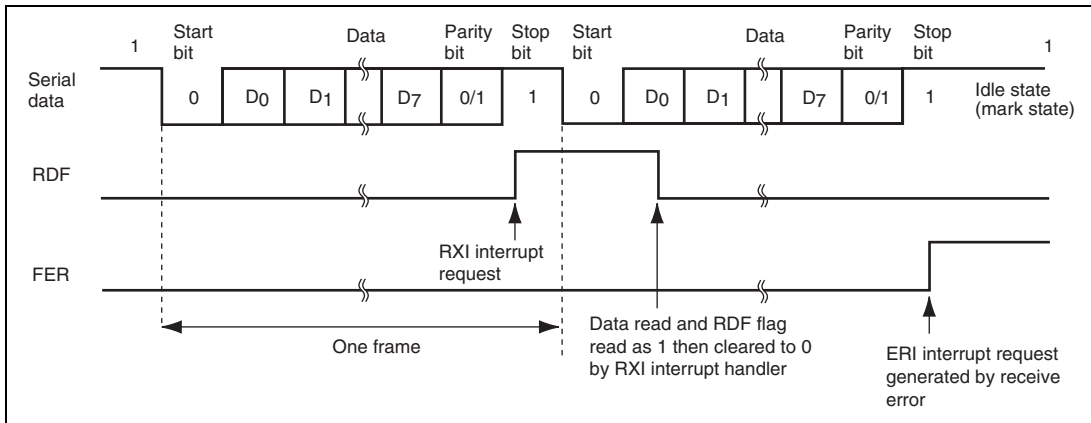 1 Start bit Data Parity bit Stop bit Start bit Data Parity bit Stop bit 1
Serial data 0 D0 D1 D7 0/1 1 0 D0 D1 D7 0/1 1 Idle state (mark state)
RDF
RXI interrupt request
FER
One frame
Data read and RDF flag
read as 1 then cleared to 0
by RXI interrupt handler
ERI interrupt request
generated by receive
error